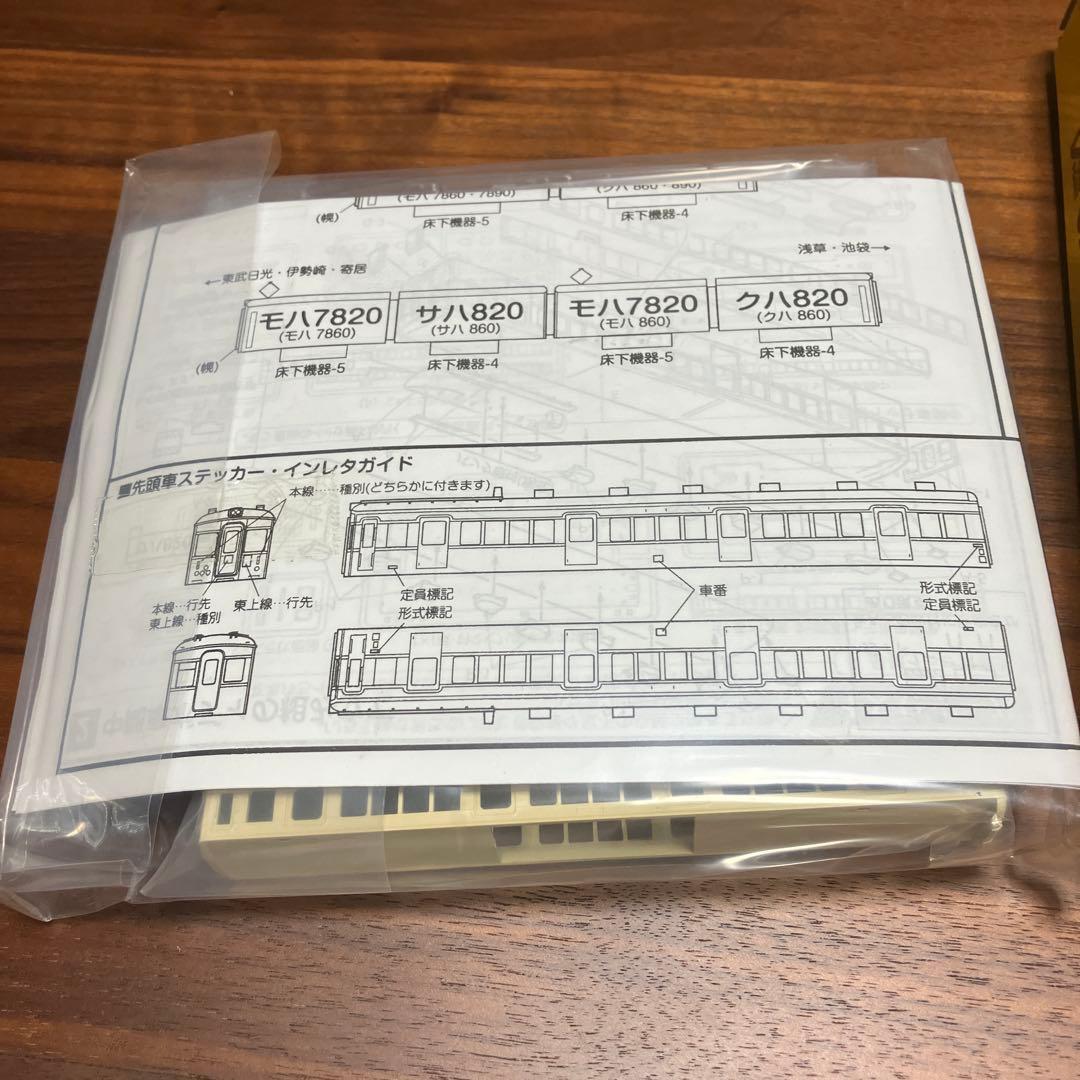 (モハ 7860・7890)
(クハ 860・890)
(幌)
床下機器-5
床下機器-4
浅草・池袋→
←東武日光・伊勢崎・寄居
モハ7820
サハ820
モハ7820
クハ820
(モハ 7860)
(サハ 860)
(モハ 860)
(クハ 860)
(幌)
床下機器-5
床下機器-4
床下機器-5
床下機器-4
■先頭車ステッカー・インレタガイド
本線……種別(どちらかに付きます)
本線…行先
東上線…種別
東上線…行先
定員標記
形式標記
車番
形式標記
定員標記